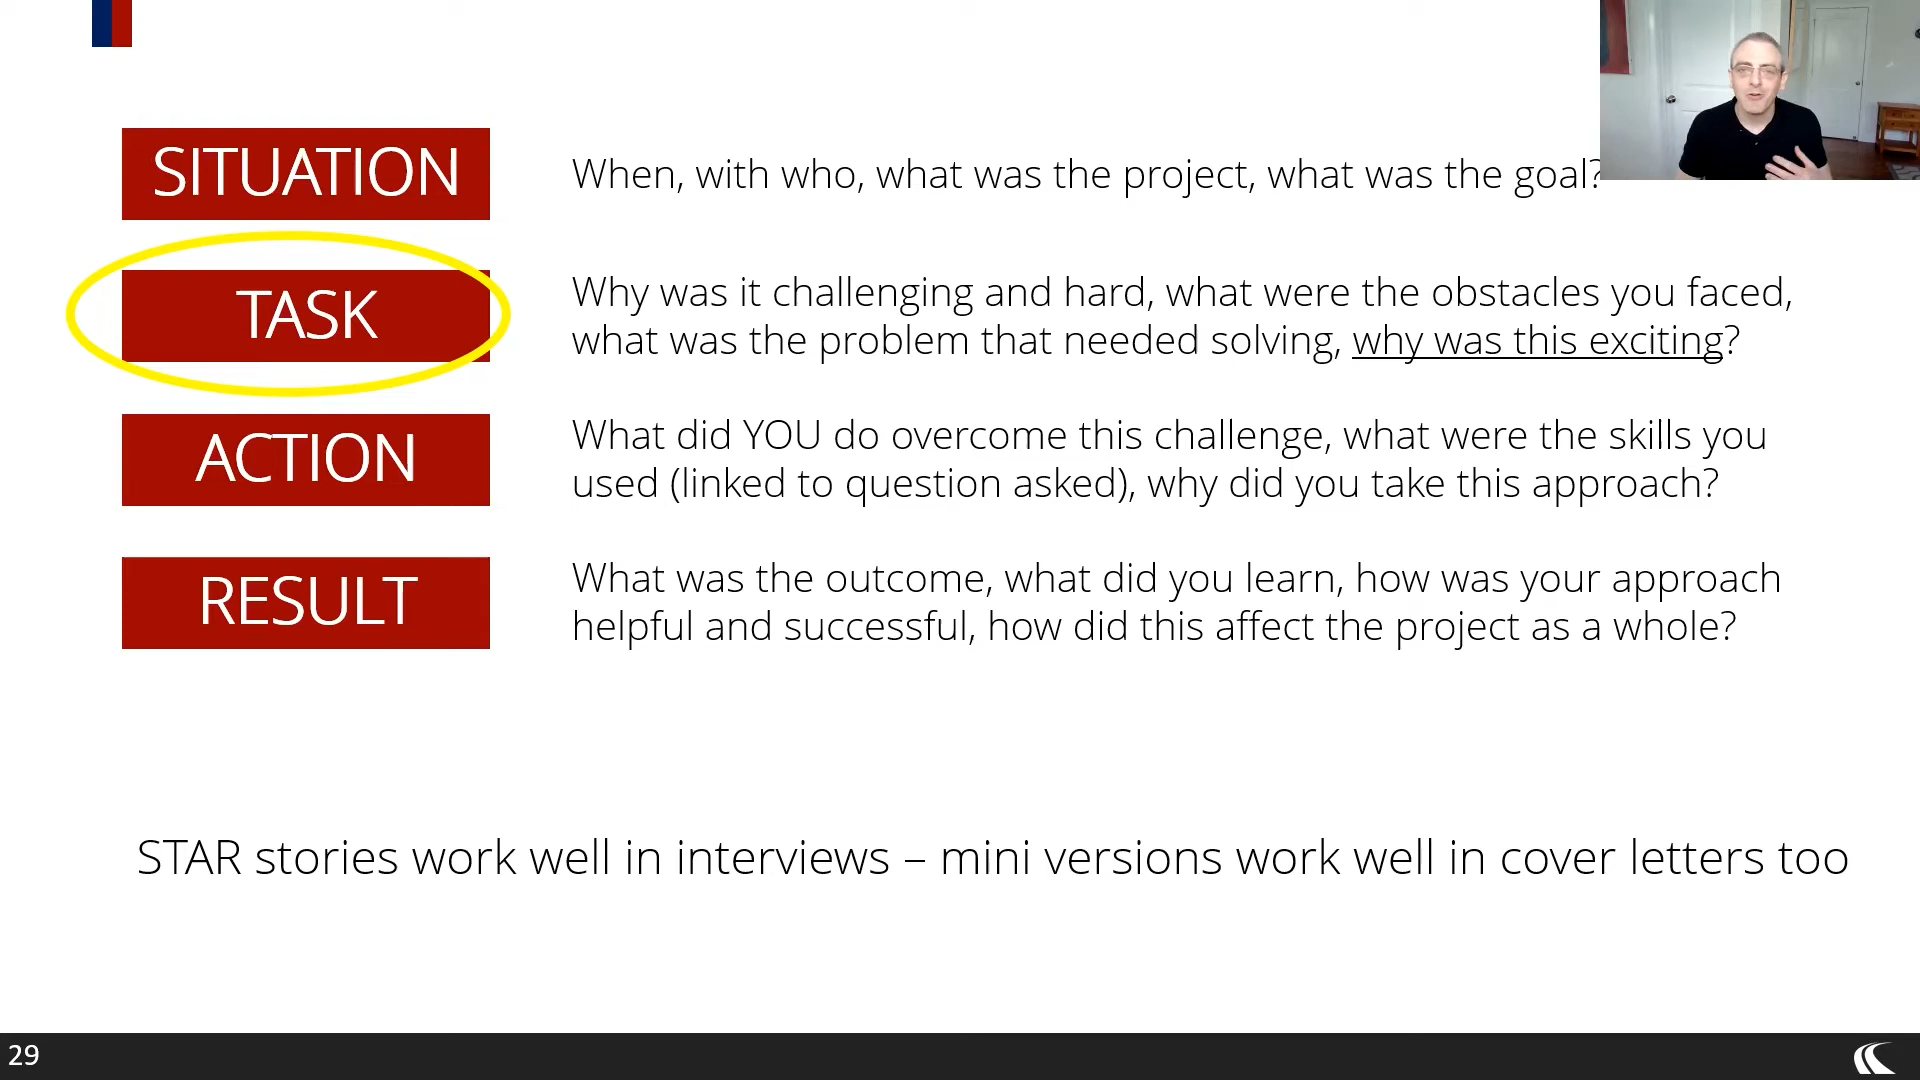 SITUATION
When, with who, what was the project, what was the goal?
TASK
Why was it challenging and hard, what were the obstacles you faced,
what was the problem that needed solving, why was this exciting?
ACTION
What did YOU do overcome this challenge, what were the skills you
used (linked to question asked), why did you take this approach?
RESULT
What was the outcome, what did you learn, how was your approach
helpful and successful, how did this affect the project as a whole?
STAR stories work well in interviews – mini versions work well in cover letters too
29